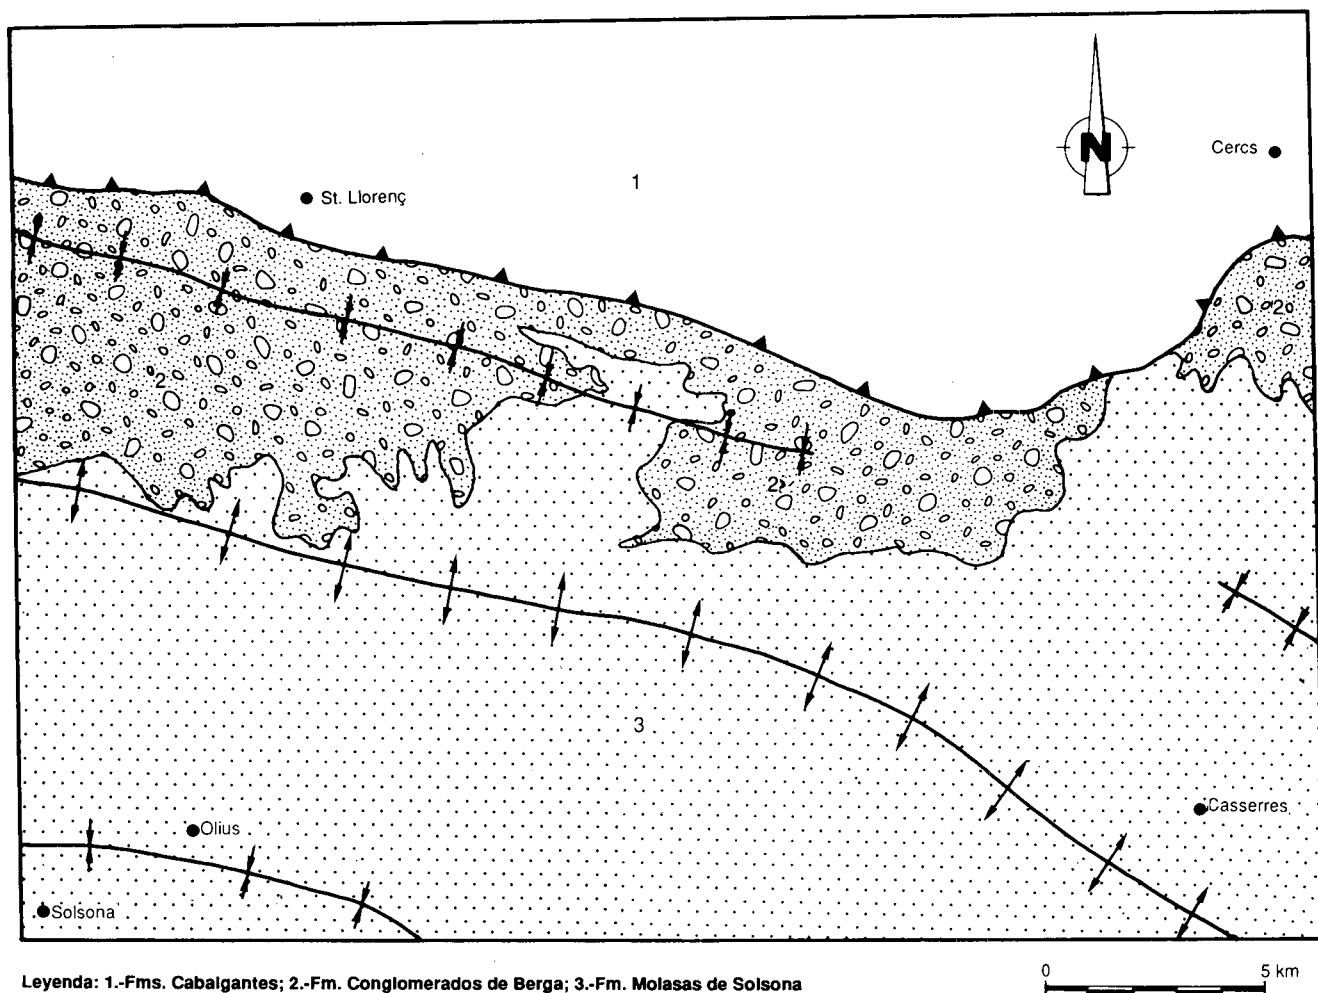 N
Cercs
1
St. Llorenç
2
2
2
3
Casserres
Olius
Solsona
0 5 km
Leyenda: 1.-Fms. Cabalgantes; 2.-Fm. Conglomerados de Berga; 3.-Fm. Molasas de Solsona